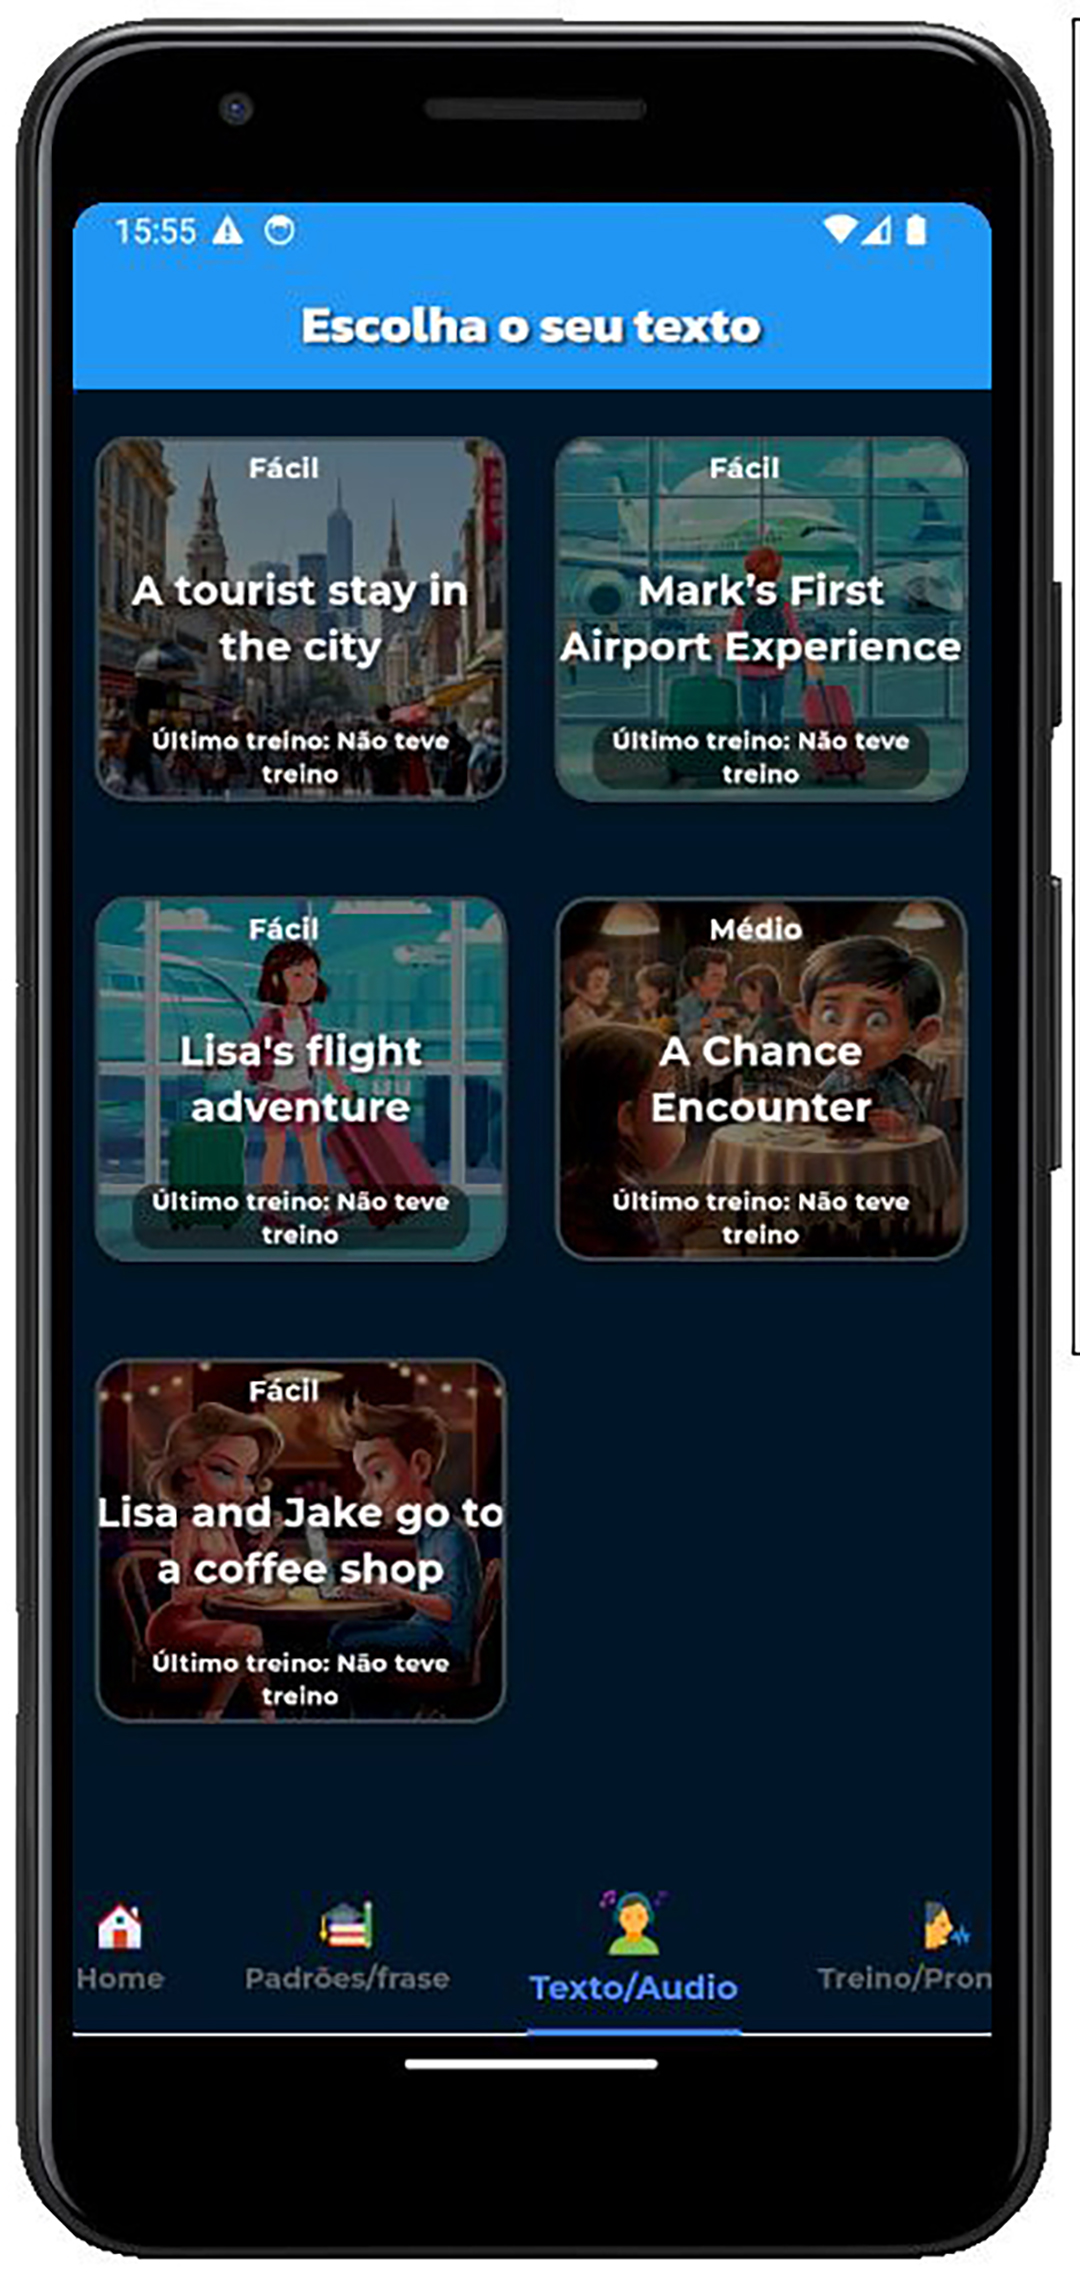 15:55
Escolha o seu texto
Fácil
A tourist stay in
the city
Último treino: Não teve
treino
Fácil
Mark’s First
Airport Experience
Último treino: Não teve
treino
Fácil
Lisa's flight
adventure
Último treino: Não teve
treino
Médio
A Chance
Encounter
Último treino: Não teve
treino
Fácil
Lisa and Jake go to
a coffee shop
Último treino: Não teve
treino
Home
Padrões/frase
Texto/Audio
Treino/Pron